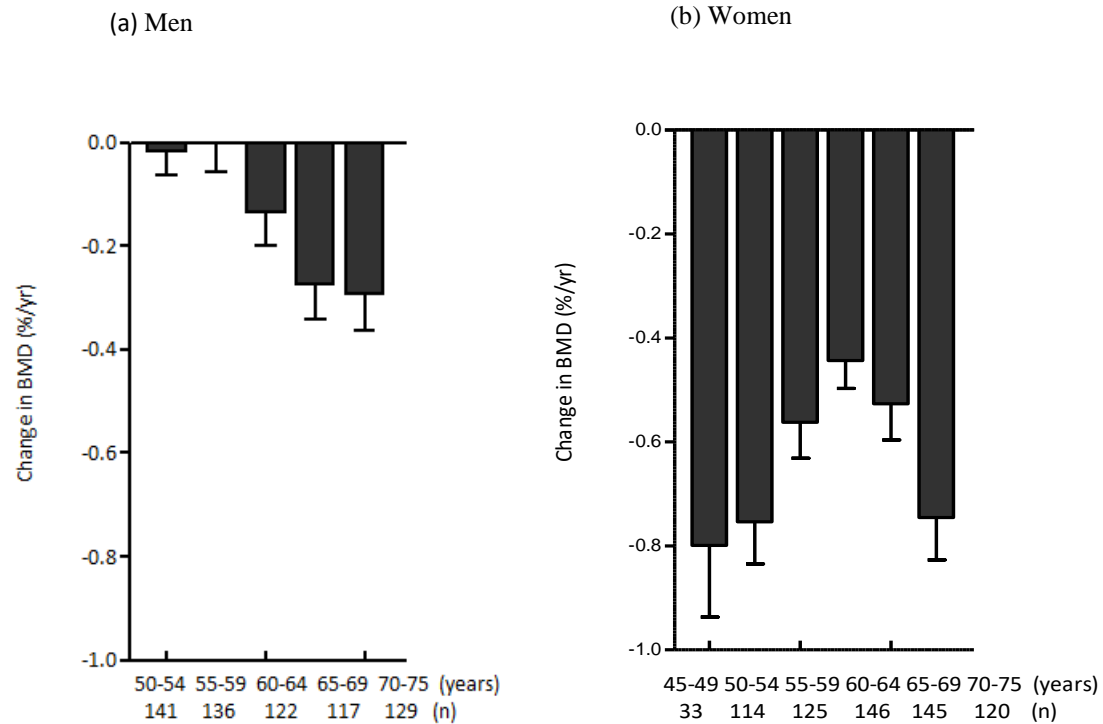 (a) Men
0.0
-0.2
-0.4
-0.6
-0.8
-1.0
Change in BMD (%/yr)
50-54 55-59 60-64 65-69 70-75 (years)
141 136 122 117 129 (n)
(b) Women
0.0
-0.2
-0.4
-0.6
-0.8
-1.0
Change in BMD (%/yr)
45-49 50-54 55-59 60-64 65-69 70-75 (years)
33 114 125 146 145 120 (n)